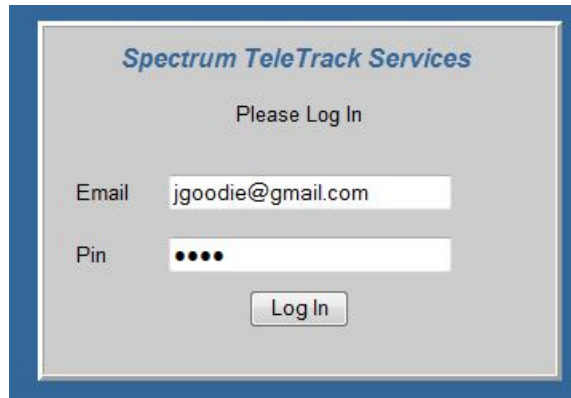 Spectrum TeleTrack Services
Please Log In
Email jgoodie@gmail.com
Pin ••••
Log In